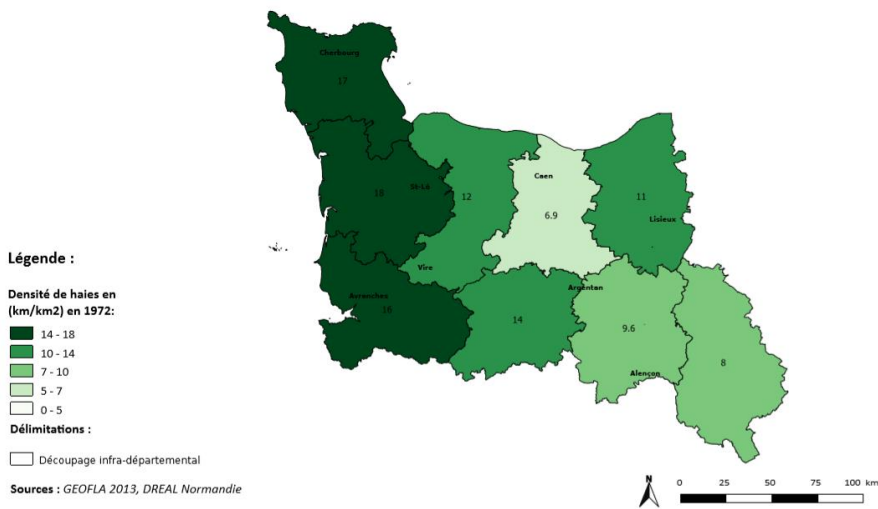 Cherbourg
17
St-Lô
18
12
Caen
6.9
11
Lisieux
Vire
Avranches
16
14
Argentan
9.6
Alençon
8
Légende :
Densité de haies en
(km/km2) en 1972:
14 - 18
10 - 14
7 - 10
5 - 7
0 - 5
Délimitations :
Découpage infra-départemental
Sources : GEOFLA 2013, DREAL Normandie
N
0 25 50 75 100 km